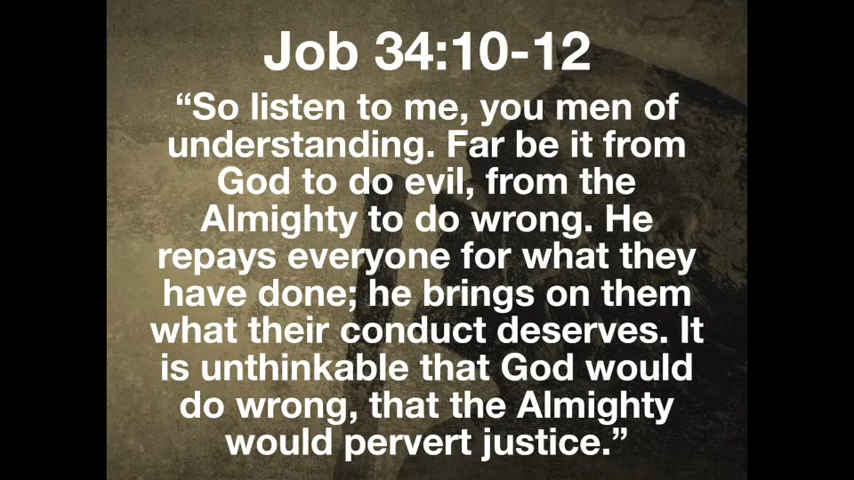 Job 34:10-12
“So listen to me, you men of
understanding. Far be it from
God to do evil, from the
Almighty to do wrong. He
repays everyone for what they
have done; he brings on them
what their conduct deserves. It
is unthinkable that God would
do wrong, that the Almighty
would pervert justice.”